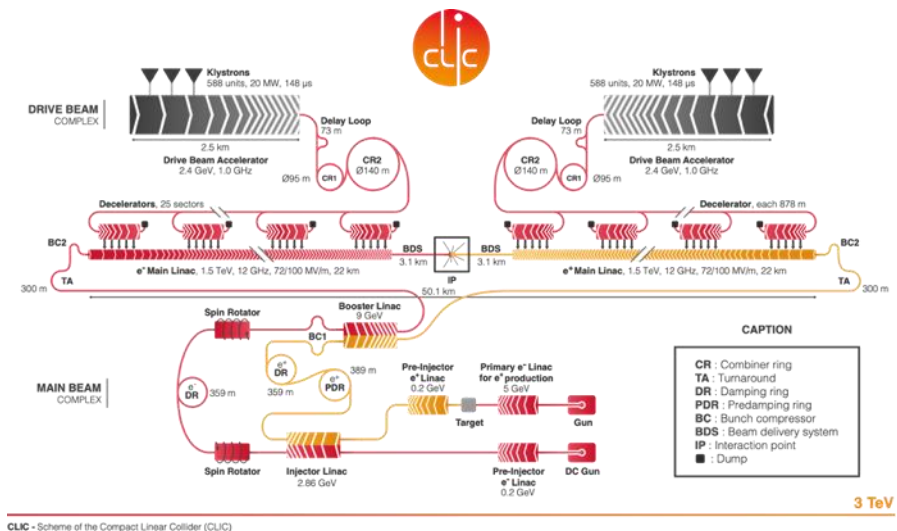 clic
Klystrons
588 units, 20 MW, 148 µs
Klystrons
588 units, 20 MW, 148 µs
DRIVE BEAM
COMPLEX
Delay Loop
73 m
Delay Loop
73 m
2.5 km
Drive Beam Accelerator
2.4 GeV, 1.0 GHz
CR2
Ø140 m
CR1
Ø95 m
CR2
Ø140 m
CR1
Ø95 m
2.5 km
Drive Beam Accelerator
2.4 GeV, 1.0 GHz
Decelerators, 25 sectors
Decelerator, each 878 m
BC2
BDS
3.1 km
BDS
3.1 km
BC2
e⁻ Main Linac, 1.5 TeV, 12 GHz, 72/100 MV/m, 22 km
IP
e⁺ Main Linac, 1.5 TeV, 12 GHz, 72/100 MV/m, 22 km
TA
300 m
50.1 km
TA
300 m
Booster Linac
9 GeV
Spin Rotator
BC1
CAPTION
CR : Combiner ring
TA : Turnaround
DR : Damping ring
PDR : Predamping ring
BC : Bunch compressor
BDS : Beam delivery system
IP : Interaction point
: Dump
MAIN BEAM
COMPLEX
e⁻
DR
359 m
e⁺
DR
359 m
e⁺
PDR
389 m
Pre-Injector
e⁺ Linac
0.2 GeV
Primary e⁻ Linac
for e⁺ production
5 GeV
Target
Gun
Spin Rotator
Injector Linac
2.86 GeV
Pre-Injector
e⁻ Linac
0.2 GeV
DC Gun
3 TeV
CLIC - Scheme of the Compact Linear Collider (CLIC)